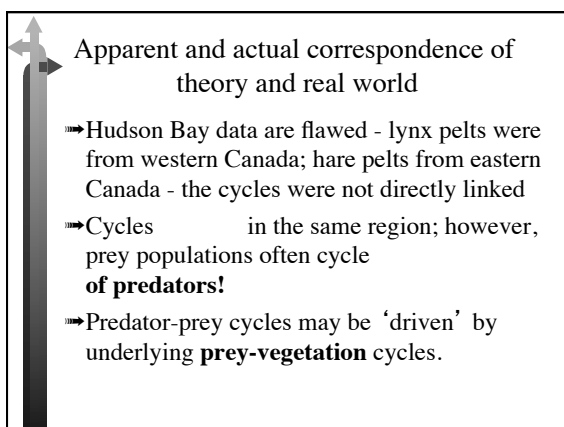 Apparent and actual correspondence of
theory and real world
➠Hudson Bay data are flawed - lynx pelts were
from western Canada; hare pelts from eastern
Canada - the cycles were not directly linked
➠Cycles in the same region; however,
prey populations often cycle
of predators!
➠Predator-prey cycles may be ‘driven’ by
underlying prey-vegetation cycles.